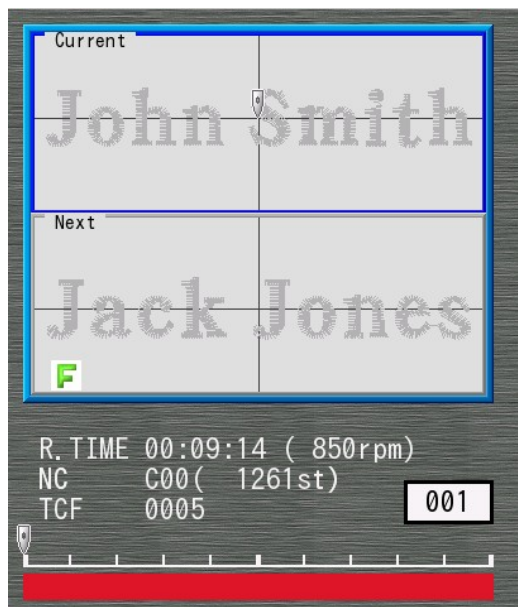 Current
John Smith
Next
Jack Jones
F
R.TIME 00:09:14 ( 850rpm)
NC C00( 1261st)
TCF 0005
001